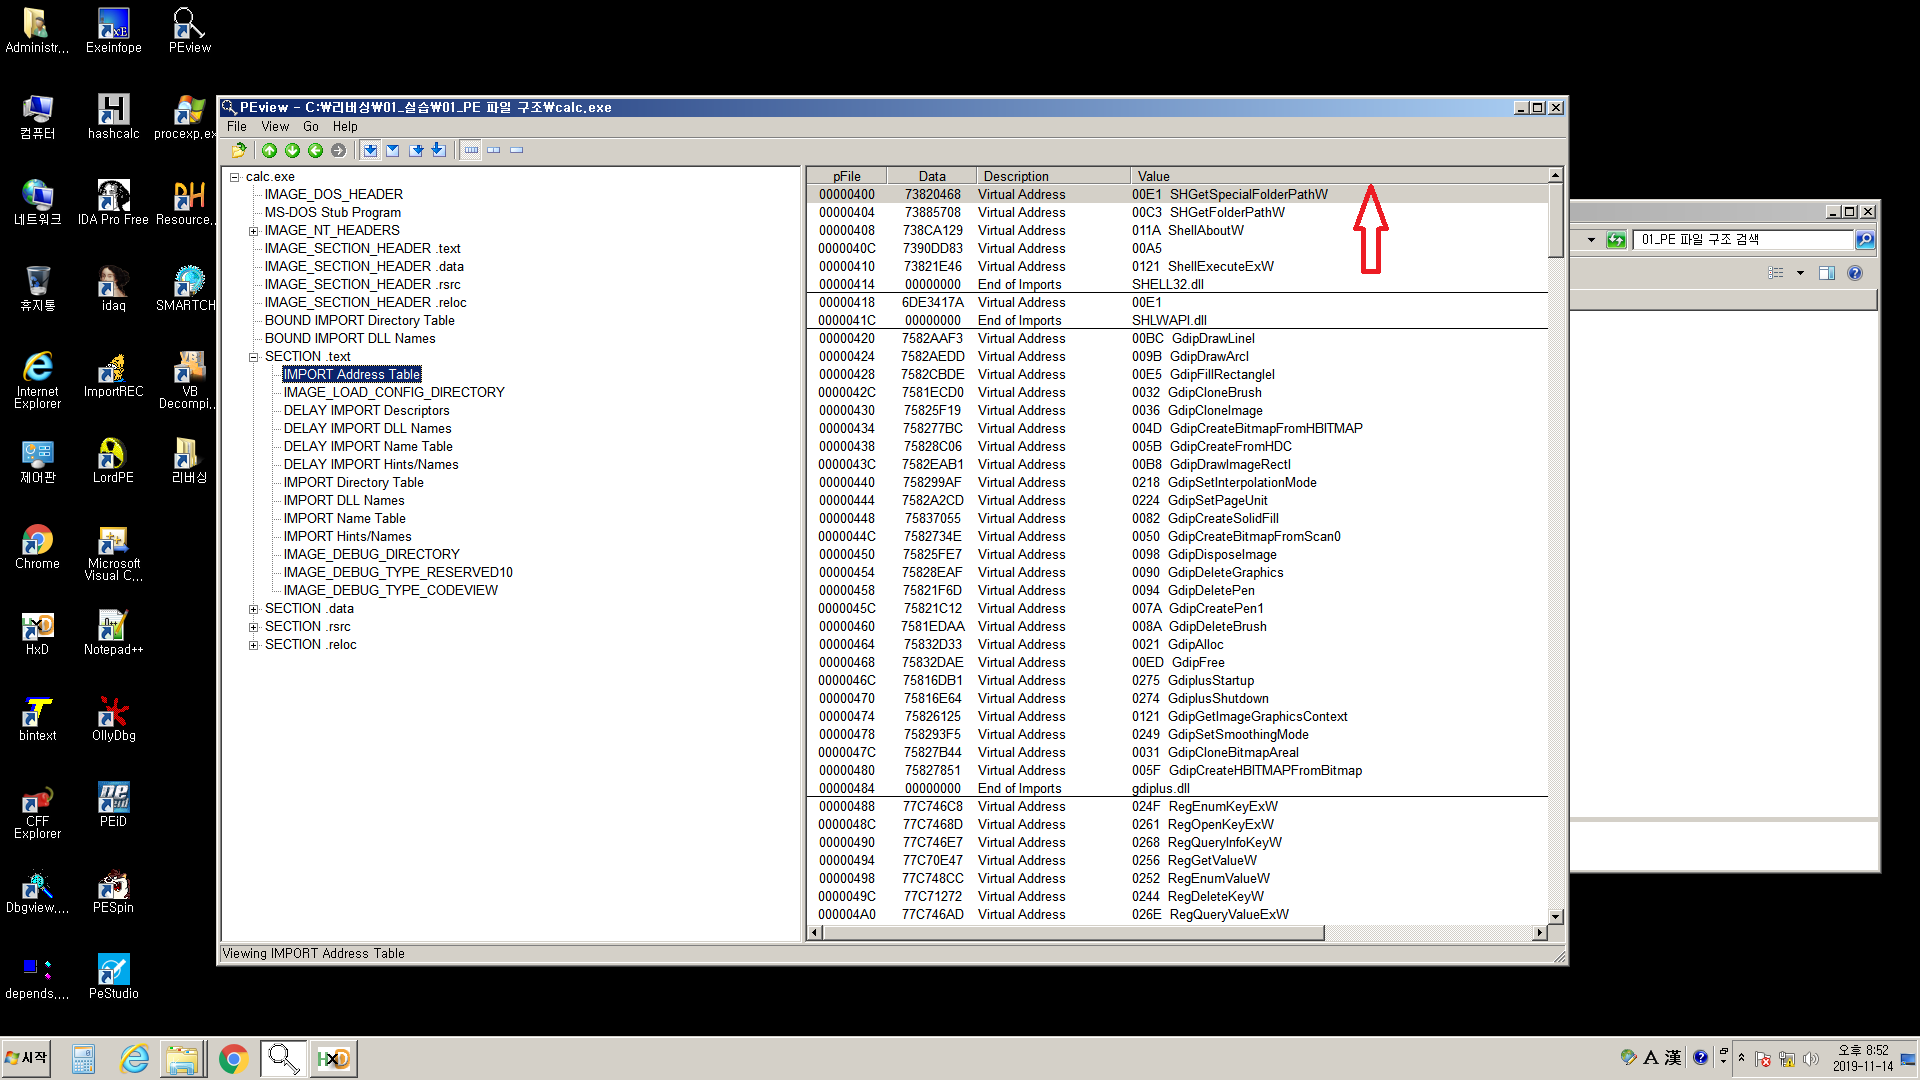 Administr...
Exeinfope
PEview
컴퓨터
hashcalc
procexp.ex
네트워크
IDA Pro Free
Resource...
휴지통
idaq
SMARTCH
Internet Explorer
ImportREC
VB Decompi...
제어판
LordPE
리버싱
Chrome
Microsoft Visual C...
HxD
Notepad++
bintext
OllyDbg
CFF Explorer
PEiD
Dbgview....
PESpin
depends....
PeStudio
PEview - C:₩리버싱₩01_실습₩01_PE 파일 구조₩calc.exe
File View Go Help
calc.exe
IMAGE_DOS_HEADER
MS-DOS Stub Program
IMAGE_NT_HEADERS
IMAGE_SECTION_HEADER .text
IMAGE_SECTION_HEADER .data
IMAGE_SECTION_HEADER .rsrc
IMAGE_SECTION_HEADER .reloc
BOUND IMPORT Directory Table
BOUND IMPORT DLL Names
SECTION .text
IMPORT Address Table
IMAGE_LOAD_CONFIG_DIRECTORY
DELAY IMPORT Descriptors
DELAY IMPORT DLL Names
DELAY IMPORT Name Table
DELAY IMPORT Hints/Names
IMPORT Directory Table
IMPORT DLL Names
IMPORT Name Table
IMPORT Hints/Names
IMAGE_DEBUG_DIRECTORY
IMAGE_DEBUG_TYPE_RESERVED10
IMAGE_DEBUG_TYPE_CODEVIEW
SECTION .data
SECTION .rsrc
SECTION .reloc
pFile Data Description Value
00000400 73820468 Virtual Address 00E1 SHGetSpecialFolderPathW
00000404 73885708 Virtual Address 00C3 SHGetFolderPathW
00000408 738CA129 Virtual Address 011A ShellAboutW
0000040C 7390DD83 Virtual Address 00A5
00000410 73821E46 Virtual Address 0121 ShellExecuteExW
00000414 00000000 End of Imports SHELL32.dll
00000418 6DE3417A Virtual Address 00E1
0000041C 00000000 End of Imports SHLWAPI.dll
00000420 7582AAF3 Virtual Address 00BC GdipDrawLineI
00000424 7582AEDD Virtual Address 009B GdipDrawArcI
00000428 7582CBDE Virtual Address 00E5 GdipFillRectangleI
0000042C 7581ECD0 Virtual Address 0032 GdipCloneBrush
00000430 75825F19 Virtual Address 0036 GdipCloneImage
00000434 758277BC Virtual Address 004D GdipCreateBitmapFromHBITMAP
00000438 75828C06 Virtual Address 005B GdipCreateFromHDC
0000043C 7582EAB1 Virtual Address 00B8 GdipDrawImageRectI
00000440 758299AF Virtual Address 0218 GdipSetInterpolationMode
00000444 7582A2CD Virtual Address 0224 GdipSetPageUnit
00000448 75837055 Virtual Address 0082 GdipCreateSolidFill
0000044C 7582734E Virtual Address 0050 GdipCreateBitmapFromScan0
00000450 75825FE7 Virtual Address 0098 GdipDisposeImage
00000454 75828EAF Virtual Address 0090 GdipDeleteGraphics
00000458 75821F6D Virtual Address 0094 GdipDeletePen
0000045C 75821C12 Virtual Address 007A GdipCreatePen1
00000460 7581EDAA Virtual Address 008A GdipDeleteBrush
00000464 75832D33 Virtual Address 0021 GdipAlloc
00000468 75832DAE Virtual Address 00ED GdipFree
0000046C 75816DB1 Virtual Address 0275 GdiplusStartup
00000470 75816E64 Virtual Address 0274 GdiplusShutdown
00000474 75826125 Virtual Address 0121 GdipGetImageGraphicsContext
00000478 758293F5 Virtual Address 0249 GdipSetSmoothingMode
0000047C 75827B44 Virtual Address 0031 GdipCloneBitmapAreaI
00000480 75827851 Virtual Address 005F GdipCreateHBITMAPFromBitmap
00000484 00000000 End of Imports gdiplus.dll
00000488 77C746C8 Virtual Address 024F RegEnumKeyExW
0000048C 77C7468D Virtual Address 0261 RegOpenKeyExW
00000490 77C746E7 Virtual Address 0268 RegQueryInfoKeyW
00000494 77C70E47 Virtual Address 0256 RegGetValueW
00000498 77C748CC Virtual Address 0252 RegEnumValueW
0000049C 77C71272 Virtual Address 0244 RegDeleteKeyW
000004A0 77C746AD Virtual Address 026E RegQueryValueExW
Viewing IMPORT Address Table
01_PE 파일 구조 검색
시작
A 漢
오후 8:52
2019-11-14